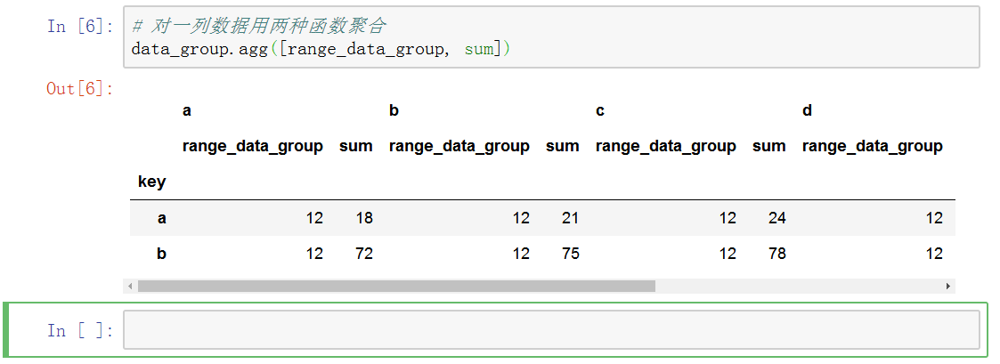 In [6]: # 对一列数据用两种函数聚合
data_group.agg([range_data_group, sum])
Out[6]:
a b c d
range_data_group sum range_data_group sum range_data_group sum range_data_group
key
a 12 18 12 21 12 24 12
b 12 72 12 75 12 78 12
In [ ]: